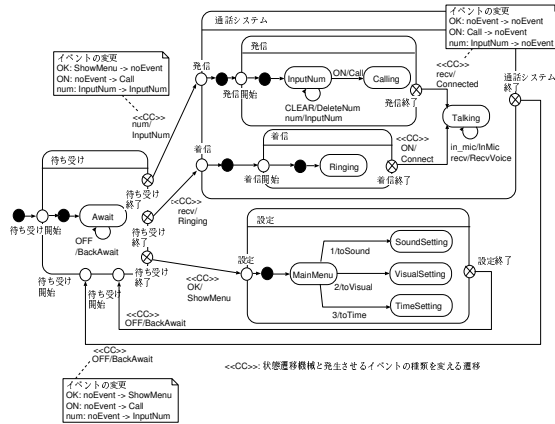 通話システム
イベントの変更
OK: noEvent -> noEvent
ON: Call -> noEvent
num: InputNum -> noEvent
イベントの変更
OK: ShowMenu -> noEvent
ON: noEvent -> Call
num: InputNum -> InputNum
発信
発信
InputNum
ON/Call
Calling
CLEAR/DeleteNum
num/InputNum
発信開始
発信終了
<<CC>>
recv/
Connected
通話システム
終了
Talking
in_mic/InMic
recv/RecvVoice
<<CC>>
num/
InputNum
着信
着信
Ringing
着信開始
着信終了
<<CC>>
ON/
Connect
待ち受け
待ち受け
終了
Await
OFF
/BackAwait
待ち受け開始
待ち受け
終了
<<CC>>
recv/
Ringing
待ち受け
終了
待ち受け
開始
待ち受け
開始
<<CC>>
OK/
ShowMenu
設定
設定
MainMenu
1/toSound
SoundSetting
2/toVisual
VisualSetting
3/toTime
TimeSetting
設定終了
<<CC>>
OFF/BackAwait
<<CC>>
OFF/BackAwait
<<CC>>: 状態遷移機械と発生させるイベントの種類を変える遷移
イベントの変更
OK: noEvent -> ShowMenu
ON: noEvent -> Call
num: noEvent -> InputNum